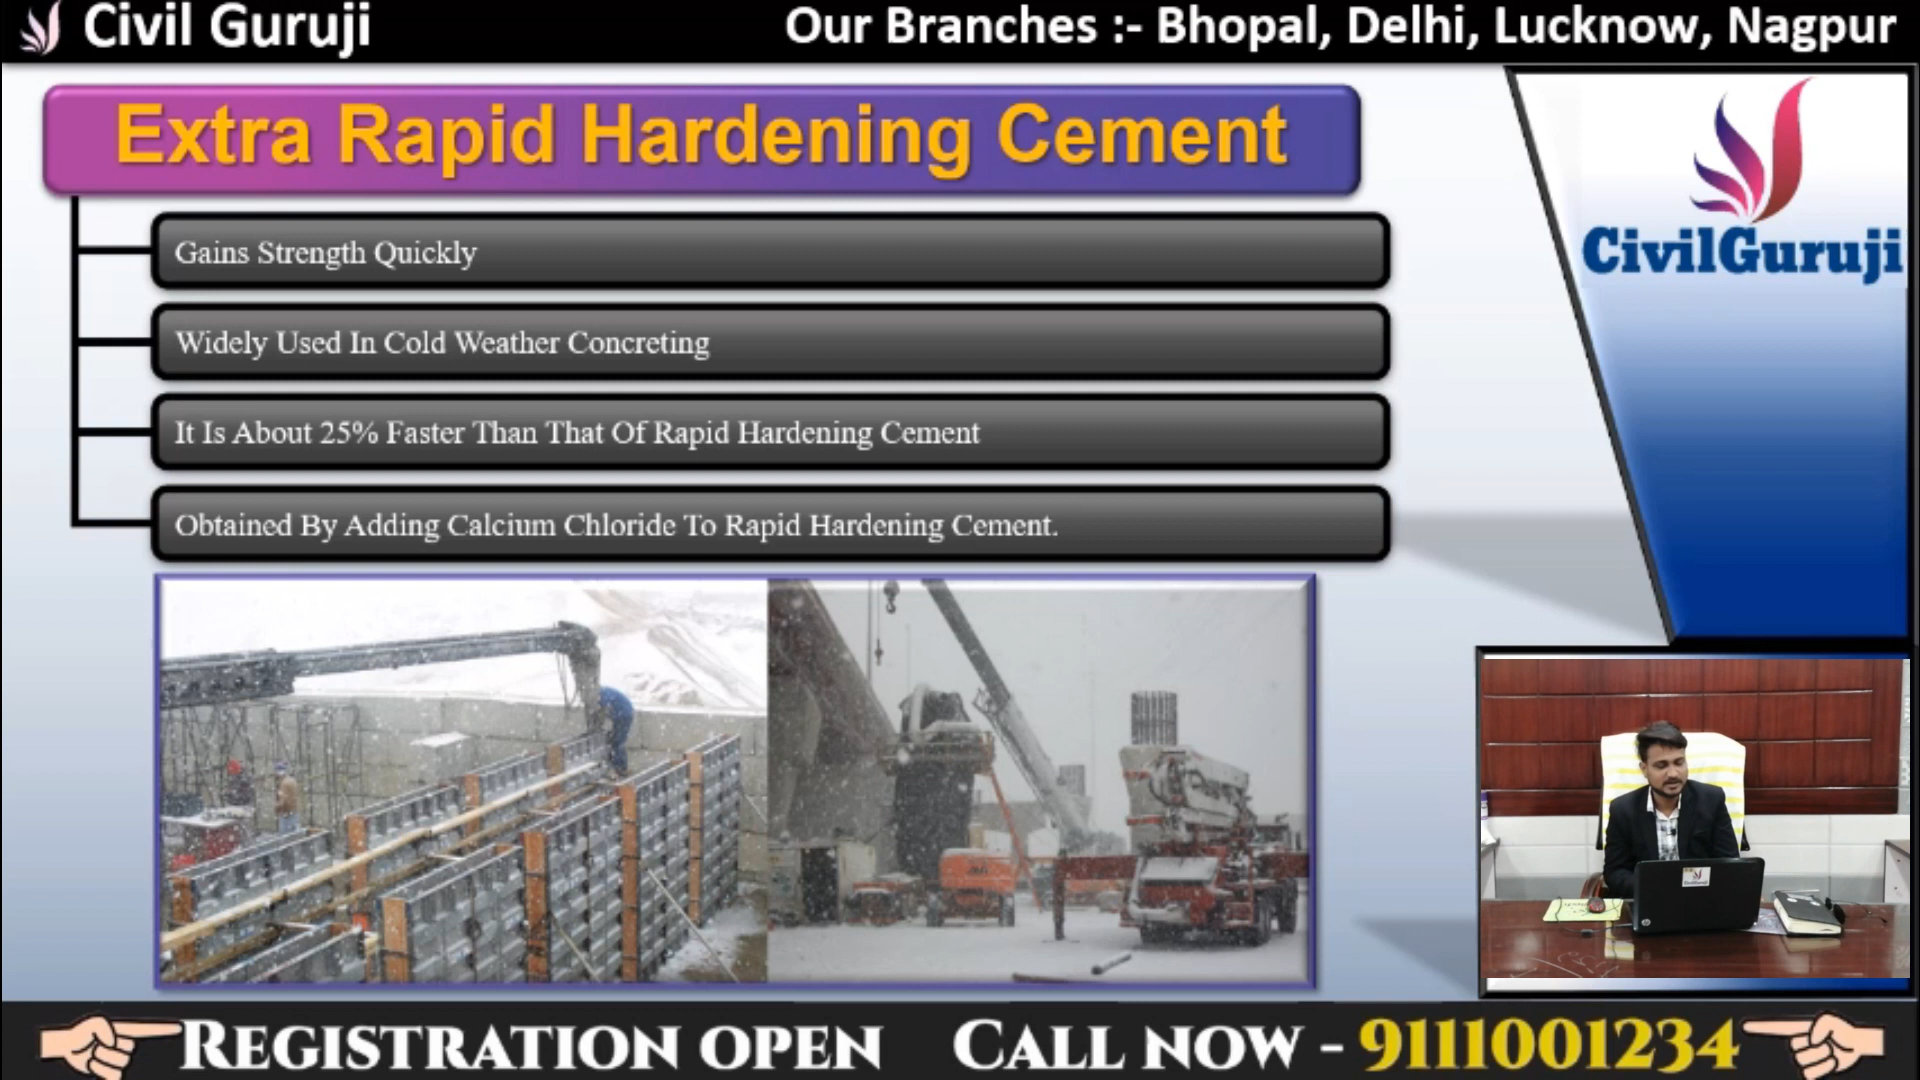 Civil Guruji
Our Branches :- Bhopal, Delhi, Lucknow, Nagpur
Extra Rapid Hardening Cement
Gains Strength Quickly
Widely Used In Cold Weather Concreting
It Is About 25% Faster Than That Of Rapid Hardening Cement
Obtained By Adding Calcium Chloride To Rapid Hardening Cement.
CivilGuruji
REGISTRATION OPEN CALL NOW - 9111001234